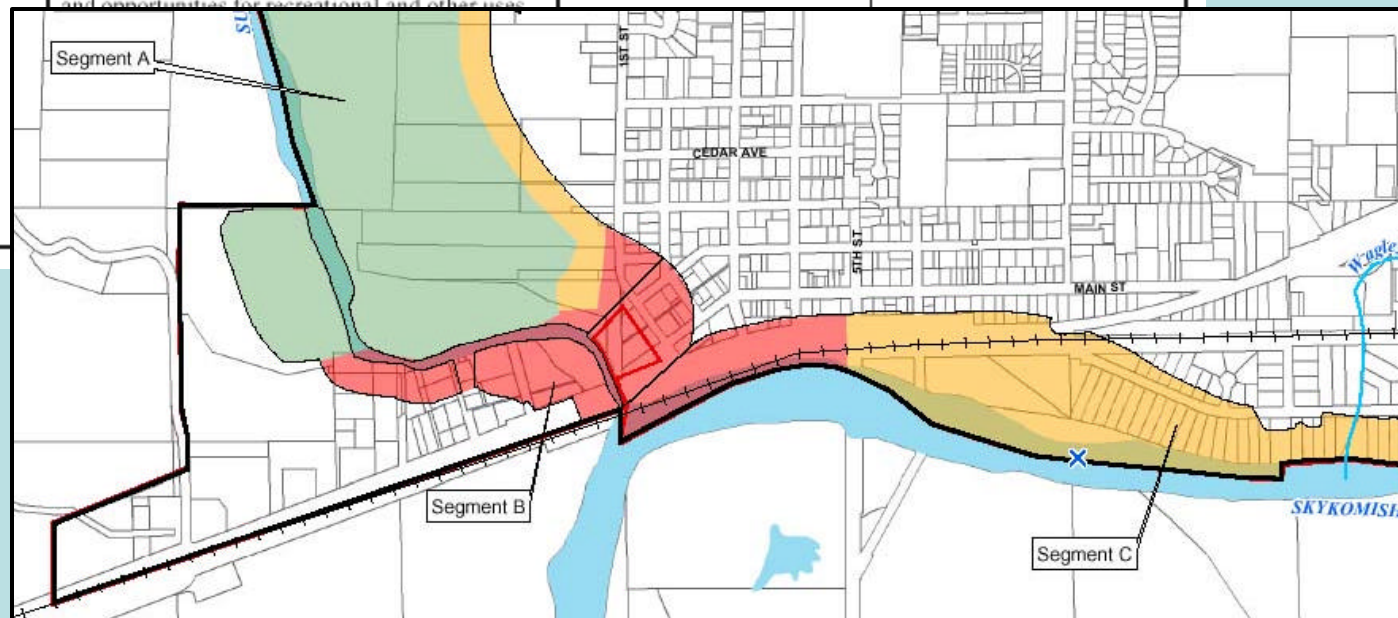 and opportunities for recreational and other uses
Segment A
1ST ST
CEDAR AVE
5TH ST
MAIN ST
Segment B
Segment C
SKYKOMISH